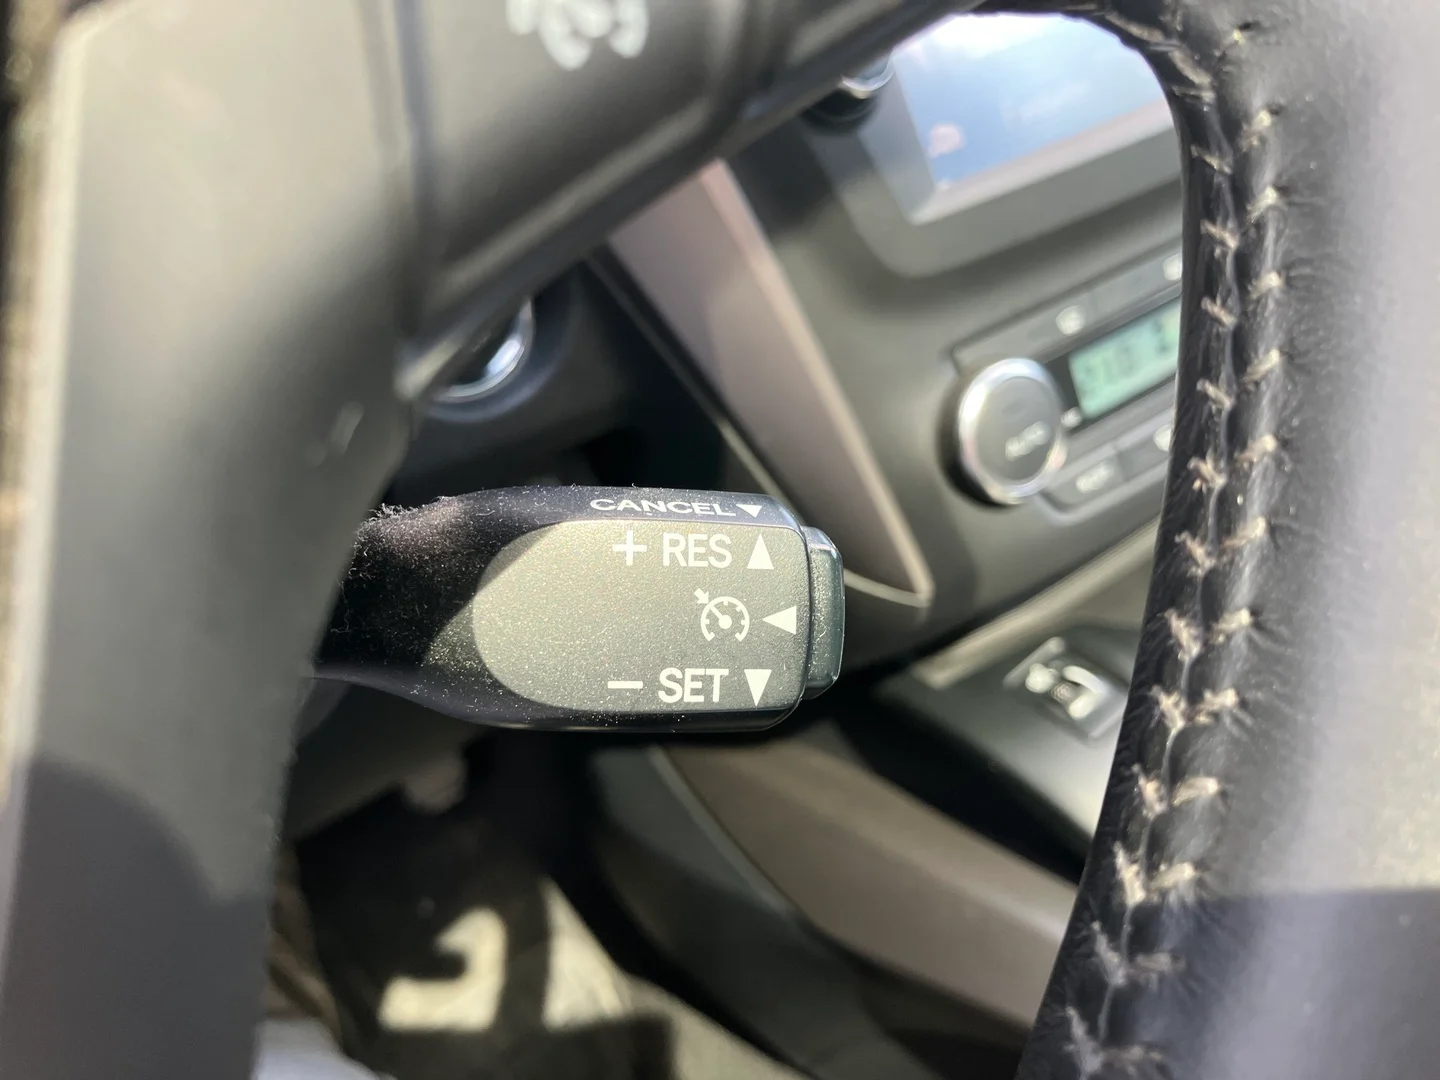 CANCEL▼
+ RES ▲
◀
− SET ▼